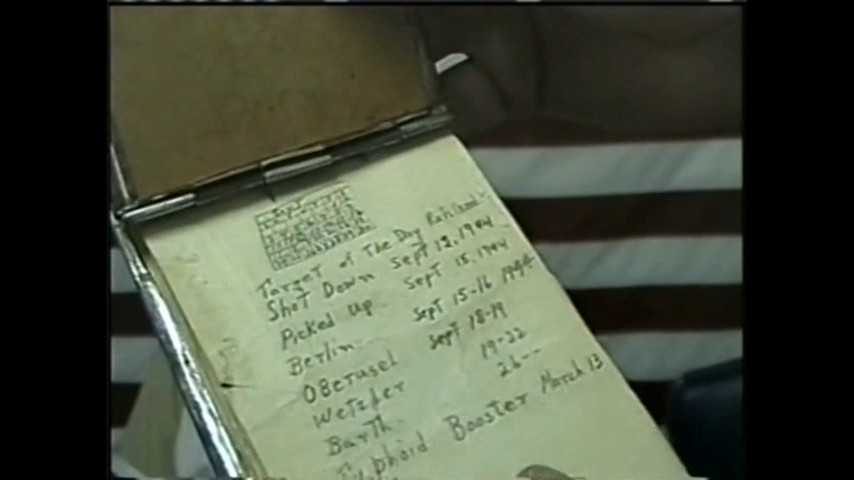 Target of The Day Ruhland
Shot Down Sept 12, 1944
Picked Up Sept 15, 1944
Berlin Sept 15-16 1944
OBerusel Sept 18-19
Wetzler 19-22
Barth 26--
Typhoid Booster March 13